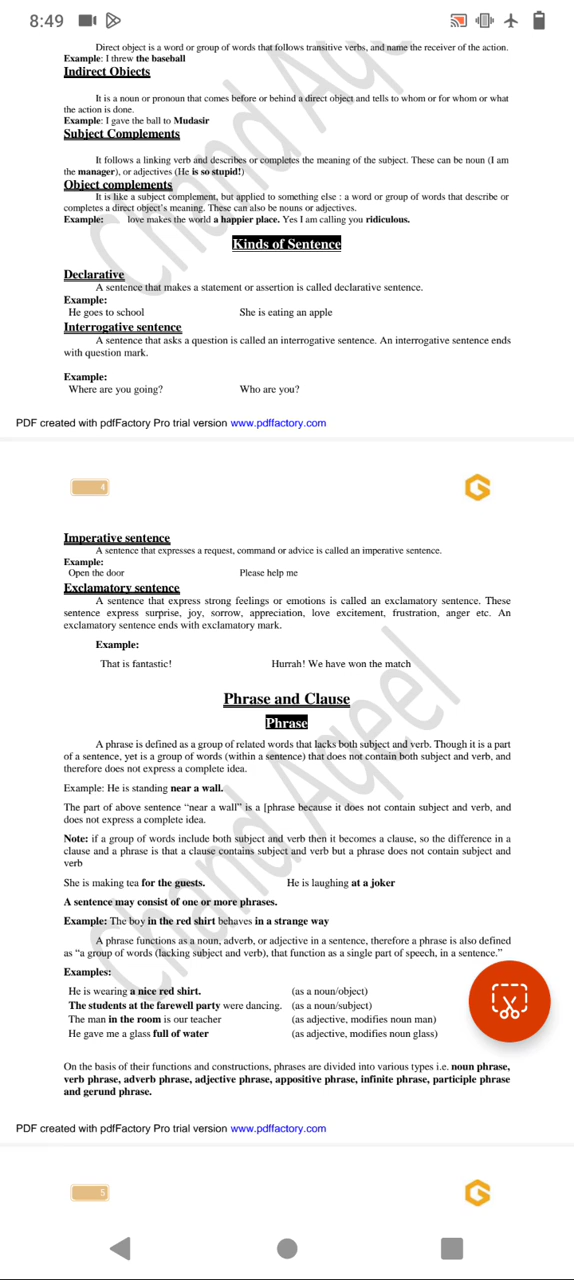 8:49
Direct object is a word or group of words that follows transitive verbs, and name the receiver of the action.
Example: I threw the baseball
Indirect Objects
It is a noun or pronoun that comes before or behind a direct object and tells to whom or for whom or what
the action is done.
Example: I gave the ball to Mudasir
Subject Complements
It follows a linking verb and describes or completes the meaning of the subject. These can be noun (I am
the manager), or adjectives (He is so stupid!)
Object complements
It is like a subject complement, but applied to something else : a word or group of words that describe or
completes a direct object's meaning. These can also be nouns or adjectives.
Example: love makes the world a happier place. Yes I am calling you ridiculous.
Kinds of Sentence
Declarative
A sentence that makes a statement or assertion is called declarative sentence.
Example:
He goes to school She is eating an apple
Interrogative sentence
A sentence that asks a question is called an interrogative sentence. An interrogative sentence ends
with question mark.
Example:
Where are you going? Who are you?
PDF created with pdfFactory Pro trial version www.pdffactory.com
4
Imperative sentence
A sentence that expresses a request, command or advice is called an imperative sentence.
Example:
Open the door Please help me
Exclamatory sentence
A sentence that express strong feelings or emotions is called an exclamatory sentence. These
sentence express surprise, joy, sorrow, appreciation, love excitement, frustration, anger etc. An
exclamatory sentence ends with exclamatory mark.
Example:
That is fantastic! Hurrah! We have won the match
Phrase and Clause
Phrase
A phrase is defined as a group of related words that lacks both subject and verb. Though it is a part
of a sentence, yet is a group of words (within a sentence) that does not contain both subject and verb, and
therefore does not express a complete idea.
Example: He is standing near a wall.
The part of above sentence “near a wall” is a [phrase because it does not contain subject and verb, and
does not express a complete idea.
Note: if a group of words include both subject and verb then it becomes a clause, so the difference in a
clause and a phrase is that a clause contains subject and verb but a phrase does not contain subject and
verb
She is making tea for the guests. He is laughing at a joker
A sentence may consist of one or more phrases.
Example: The boy in the red shirt behaves in a strange way
A phrase functions as a noun, adverb, or adjective in a sentence, therefore a phrase is also defined
as “a group of words (lacking subject and verb), that function as a single part of speech, in a sentence.”
Examples:
He is wearing a nice red shirt. (as a noun/object)
The students at the farewell party were dancing. (as a noun/subject)
The man in the room is our teacher (as adjective, modifies noun man)
He gave me a glass full of water (as adjective, modifies noun glass)
On the basis of their functions and constructions, phrases are divided into various types i.e. noun phrase,
verb phrase, adverb phrase, adjective phrase, appositive phrase, infinite phrase, participle phrase
and gerund phrase.
PDF created with pdfFactory Pro trial version www.pdffactory.com
5
Chand Aqeel
Chand Aqeel